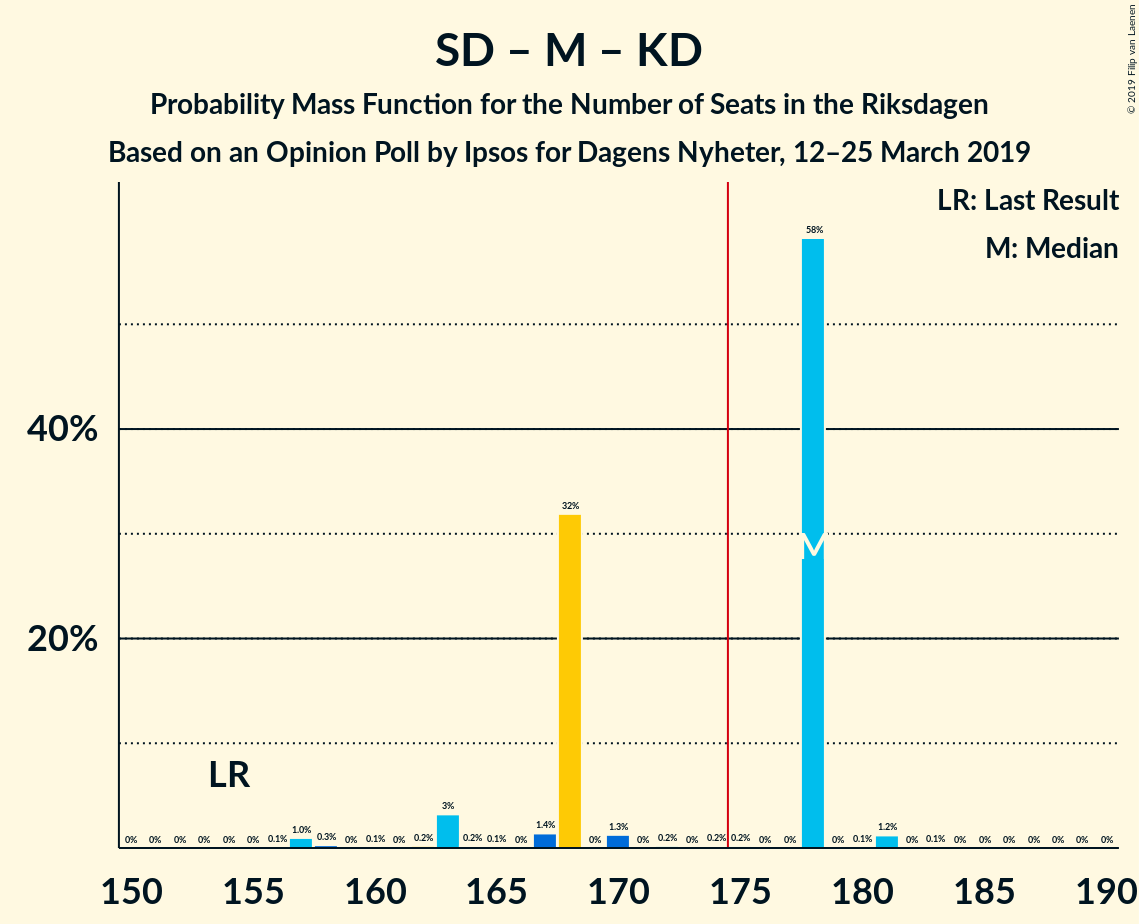 SD – M – KD
Probability Mass Function for the Number of Seats in the Riksdagen
Based on an Opinion Poll by Ipsos for Dagens Nyheter, 12–25 March 2019
© 2019 Filip van Laenen
LR: Last Result
M: Median
58%
40%
32%
M
20%
LR
0% 0% 0% 0% 0% 0% 0.1% 1.0% 0.3% 0% 0.1% 0% 0.2% 3% 0.2% 0.1% 0% 1.4% 0% 1.3% 0% 0.2% 0% 0.2% 0.2% 0% 0% 0% 0.1% 1.2% 0% 0.1% 0% 0% 0% 0% 0% 0% 0%
150 155 160 165 170 175 180 185 190